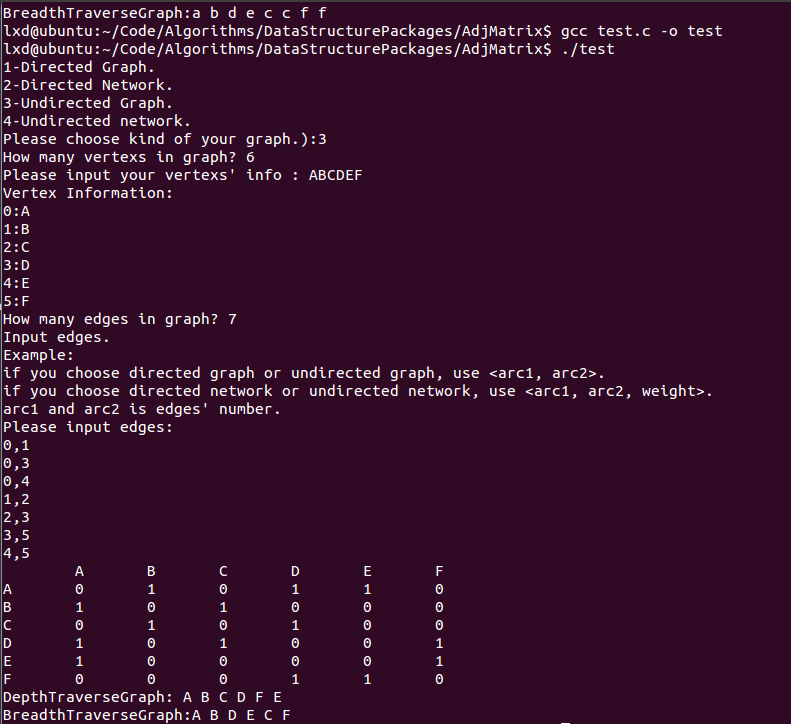 BreadthTraverseGraph:a b d e c c f f
lxd@ubuntu:~/Code/Algorithms/DataStructurePackages/AdjMatrix$ gcc test.c -o test
lxd@ubuntu:~/Code/Algorithms/DataStructurePackages/AdjMatrix$ ./test
1-Directed Graph.
2-Directed Network.
3-Undirected Graph.
4-Undirected network.
Please choose kind of your graph.):3
How many vertexs in graph? 6
Please input your vertexs' info : ABCDEF
Vertex Information:
0:A
1:B
2:C
3:D
4:E
5:F
How many edges in graph? 7
Input edges.
Example:
if you choose directed graph or undirected graph, use <arc1, arc2>.
if you choose directed network or undirected network, use <arc1, arc2, weight>.
arc1 and arc2 is edges' number.
Please input edges:
0,1
0,3
0,4
1,2
2,3
3,5
4,5
A B C D E F
A 0 1 0 1 1 0
B 1 0 1 0 0 0
C 0 1 0 1 0 0
D 1 0 1 0 0 1
E 1 0 0 0 0 1
F 0 0 0 1 1 0
DepthTraverseGraph: A B C D F E
BreadthTraverseGraph:A B D E C F